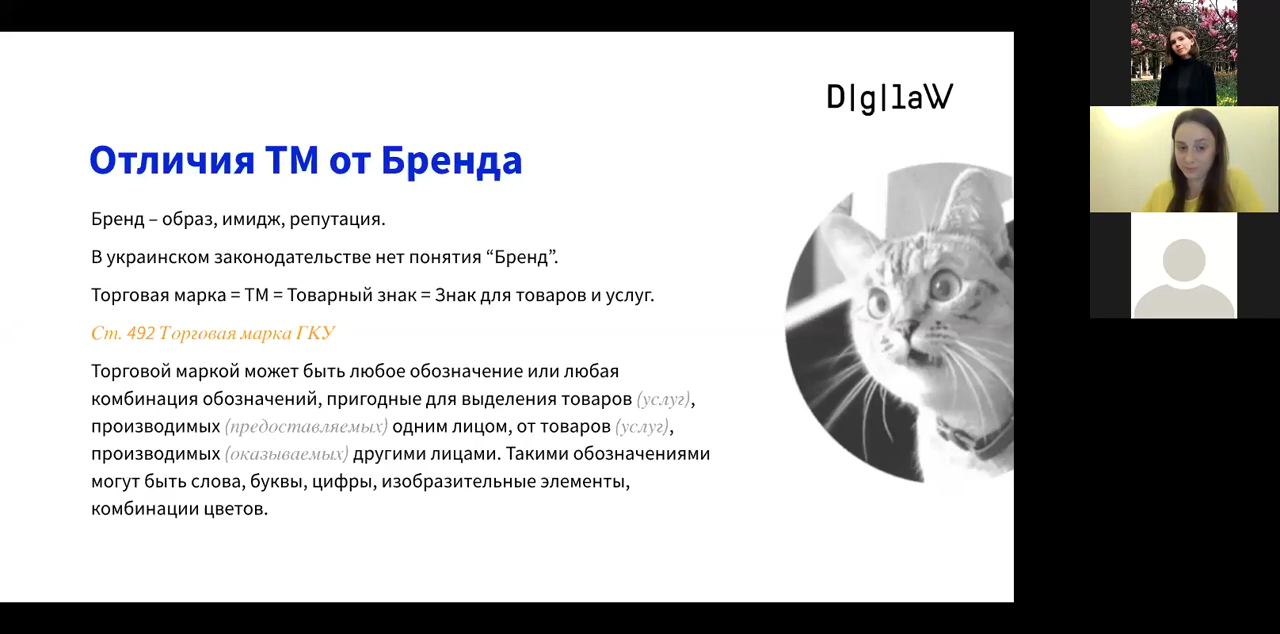 D|g|laW
Отличия ТМ от Бренда
Бренд – образ, имидж, репутация.
В украинском законодательстве нет понятия “Бренд”.
Торговая марка = ТМ = Товарный знак = Знак для товаров и услуг.
Ст. 492 Торговая марка ГКУ
Торговой маркой может быть любое обозначение или любая
комбинация обозначений, пригодные для выделения товаров (услуг),
производимых (предоставляемых) одним лицом, от товаров (услуг),
производимых (оказываемых) другими лицами. Такими обозначениями
могут быть слова, буквы, цифры, изобразительные элементы,
комбинации цветов.